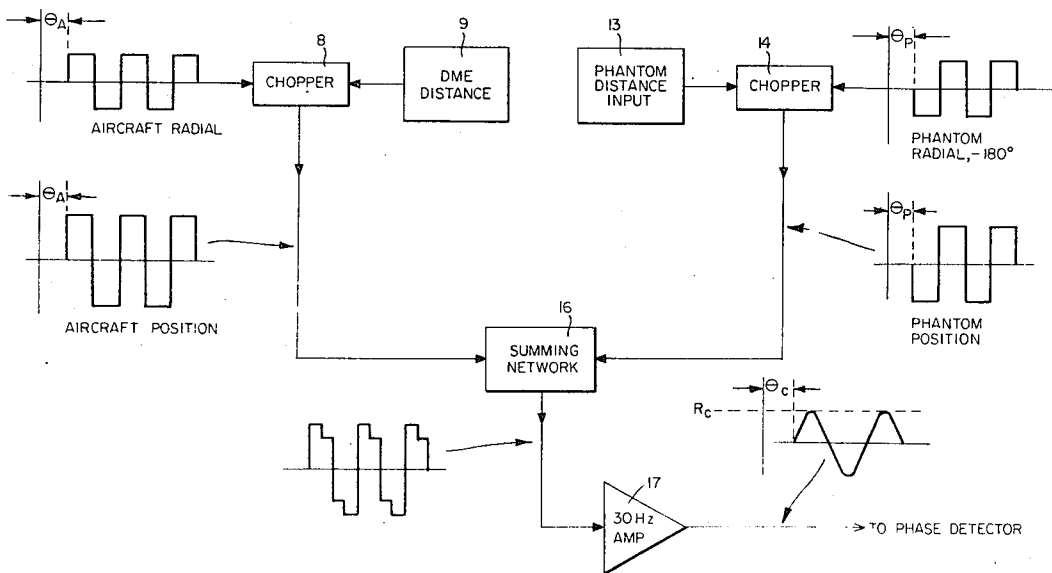 ΘA
8
CHOPPER
9
DME
DISTANCE
13
PHANTOM
DISTANCE
INPUT
14
CHOPPER
ΘP
AIRCRAFT RADIAL
PHANTOM
RADIAL,-180°
ΘA
ΘP
AIRCRAFT POSITION
PHANTOM
POSITION
16
SUMMING
NETWORK
ΘC
RC
17
30 Hz
AMP
TO PHASE DETECTOR